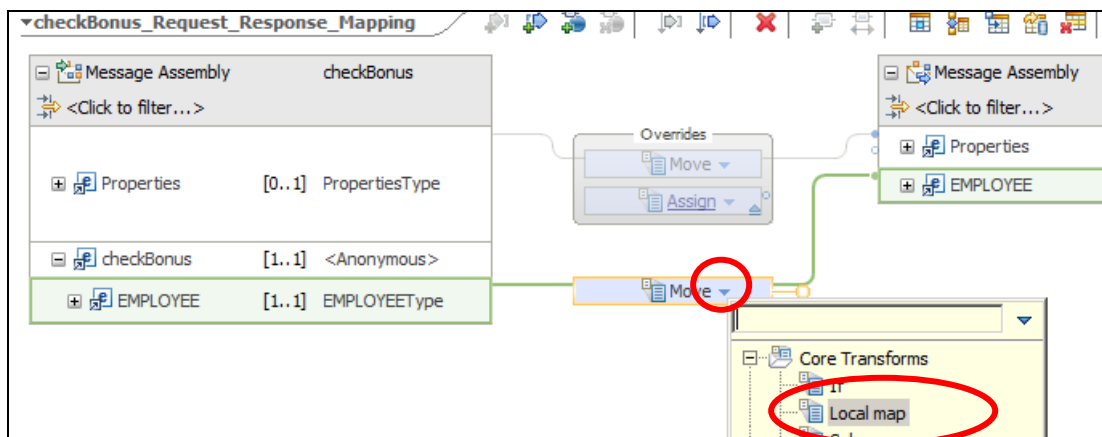 checkBonus_Request_Response_Mapping
Message Assembly checkBonus
<Click to filter...>
Properties [0..1] PropertiesType
checkBonus [1..1] <Anonymous>
EMPLOYEE [1..1] EMPLOYEEType
Overrides
Move
Assign
Move
Message Assembly
<Click to filter...>
Properties
EMPLOYEE
Core Transforms
If
Local map